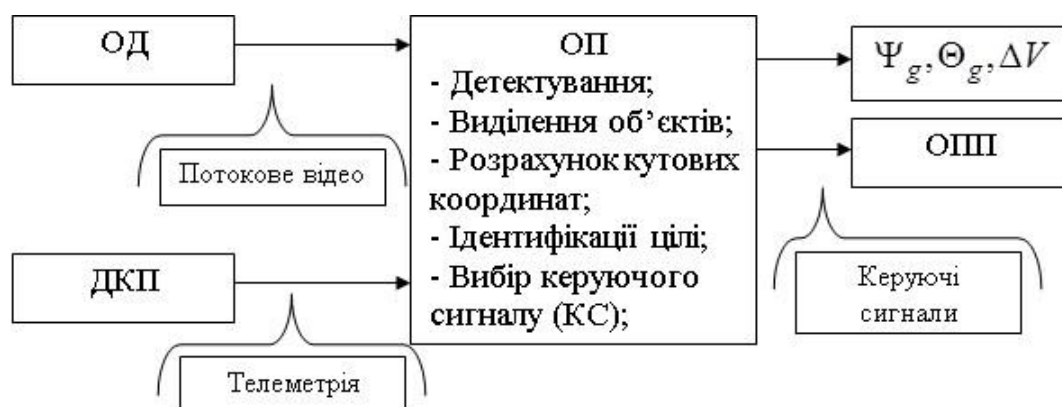 ОД
Потокове відео
ДКП
Телеметрія
ОП
- Детектування;
- Виділення об’єктів;
- Розрахунок кутових
координат;
- Ідентифікації цілі;
- Вибір керуючого
сигналу (КС);
Ψg, Θg, ΔV
ОПП
Керуючі
сигнали